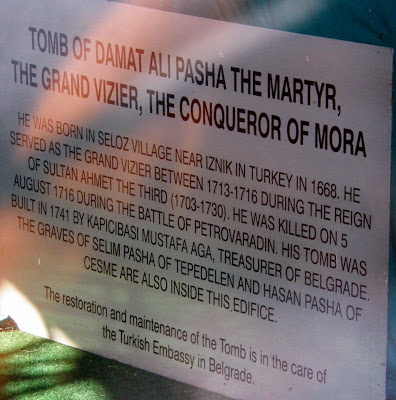 TOMB OF DAMAT ALI PASHA THE MARTYR,
THE GRAND VIZIER, THE CONQUEROR OF MORA
HE WAS BORN IN SELOZ VILLAGE NEAR IZNIK IN TURKEY IN 1668. HE
SERVED AS THE GRAND VIZIER BETWEEN 1713-1716 DURING THE REIGN
OF SULTAN AHMET THE THIRD (1703-1730). HE WAS KILLED ON 5
AUGUST 1716 DURING THE BATTLE OF PETROVARADIN. HIS TOMB WAS
BUILT IN 1741 BY KAPICIBASI MUSTAFA AGA, TREASURER OF BELGRADE.
THE GRAVES OF SELIM PASHA OF TEPEDELEN AND HASAN PASHA OF
CESME ARE ALSO INSIDE THIS EDIFICE.
The restoration and maintenance of the Tomb is in the care of
the Turkish Embassy in Belgrade.